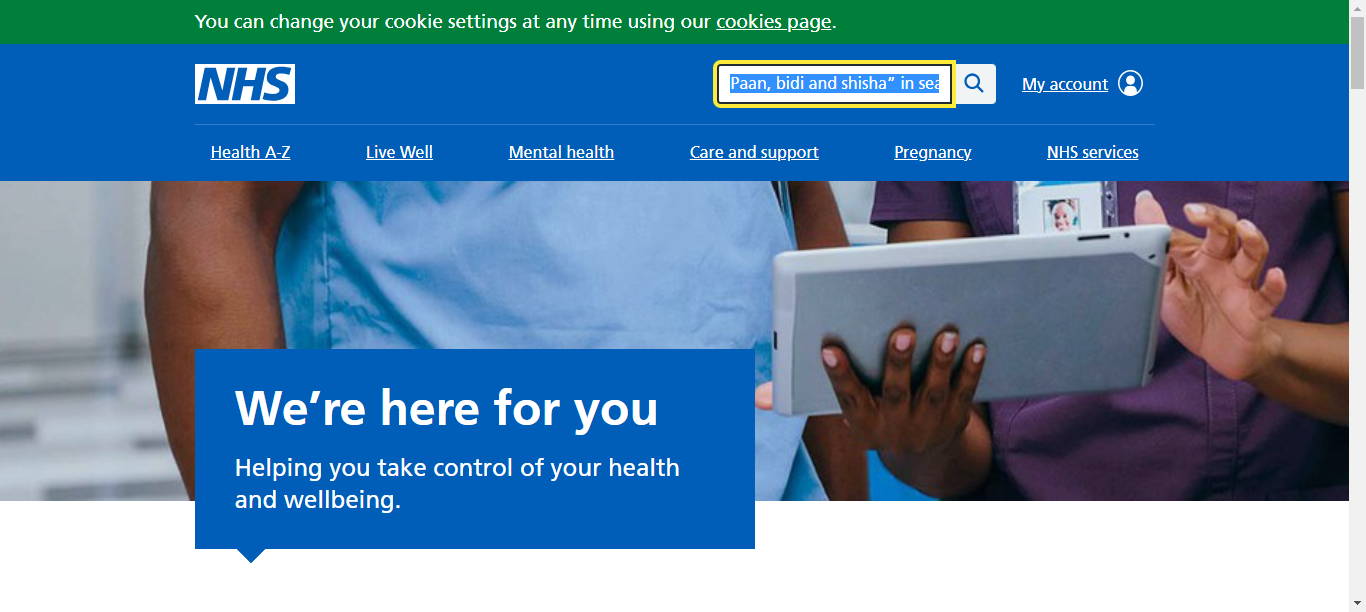 You can change your cookie settings at any time using our cookies page.
NHS
Paan, bidi and shisha” in sea
My account
Health A-Z
Live Well
Mental health
Care and support
Pregnancy
NHS services
We’re here for you
Helping you take control of your health
and wellbeing.